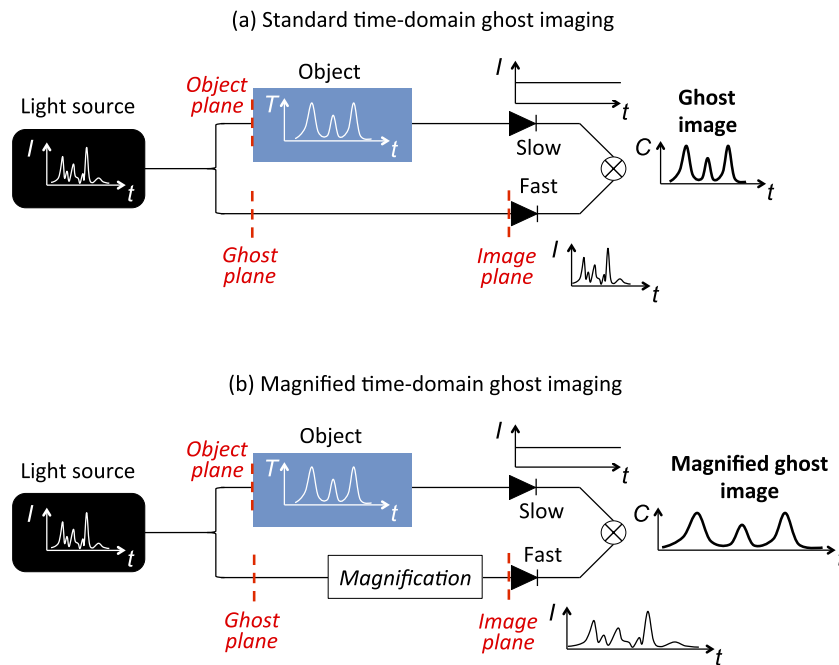 (a) Standard time-domain ghost imaging
Light source
I
t
Object
plane
Object
T
t
I
t
Slow
Fast
Ghost
image
C
t
Ghost
plane
Image
plane
I
t
(b) Magnified time-domain ghost imaging
Light source
I
t
Object
plane
Object
T
t
I
t
Slow
Fast
Magnified ghost
image
C
Magnification
Ghost
plane
Image
plane
I
t